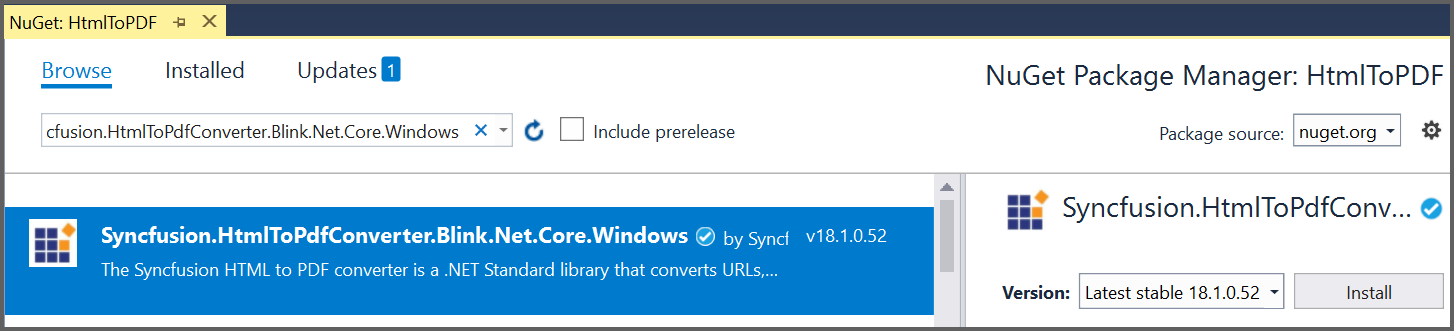 NuGet: HtmlToPDF
Browse Installed Updates 1
NuGet Package Manager: HtmlToPDF
cfusion.HtmlToPdfConverter.Blink.Net.Core.Windows
Include prerelease
Package source: nuget.org
Syncfusion.HtmlToPdfConverter.Blink.Net.Core.Windows by Syncf v18.1.0.52
The Syncfusion HTML to PDF converter is a .NET Standard library that converts URLs,...
Syncfusion.HtmlToPdfConv...
Version: Latest stable 18.1.0.52 Install